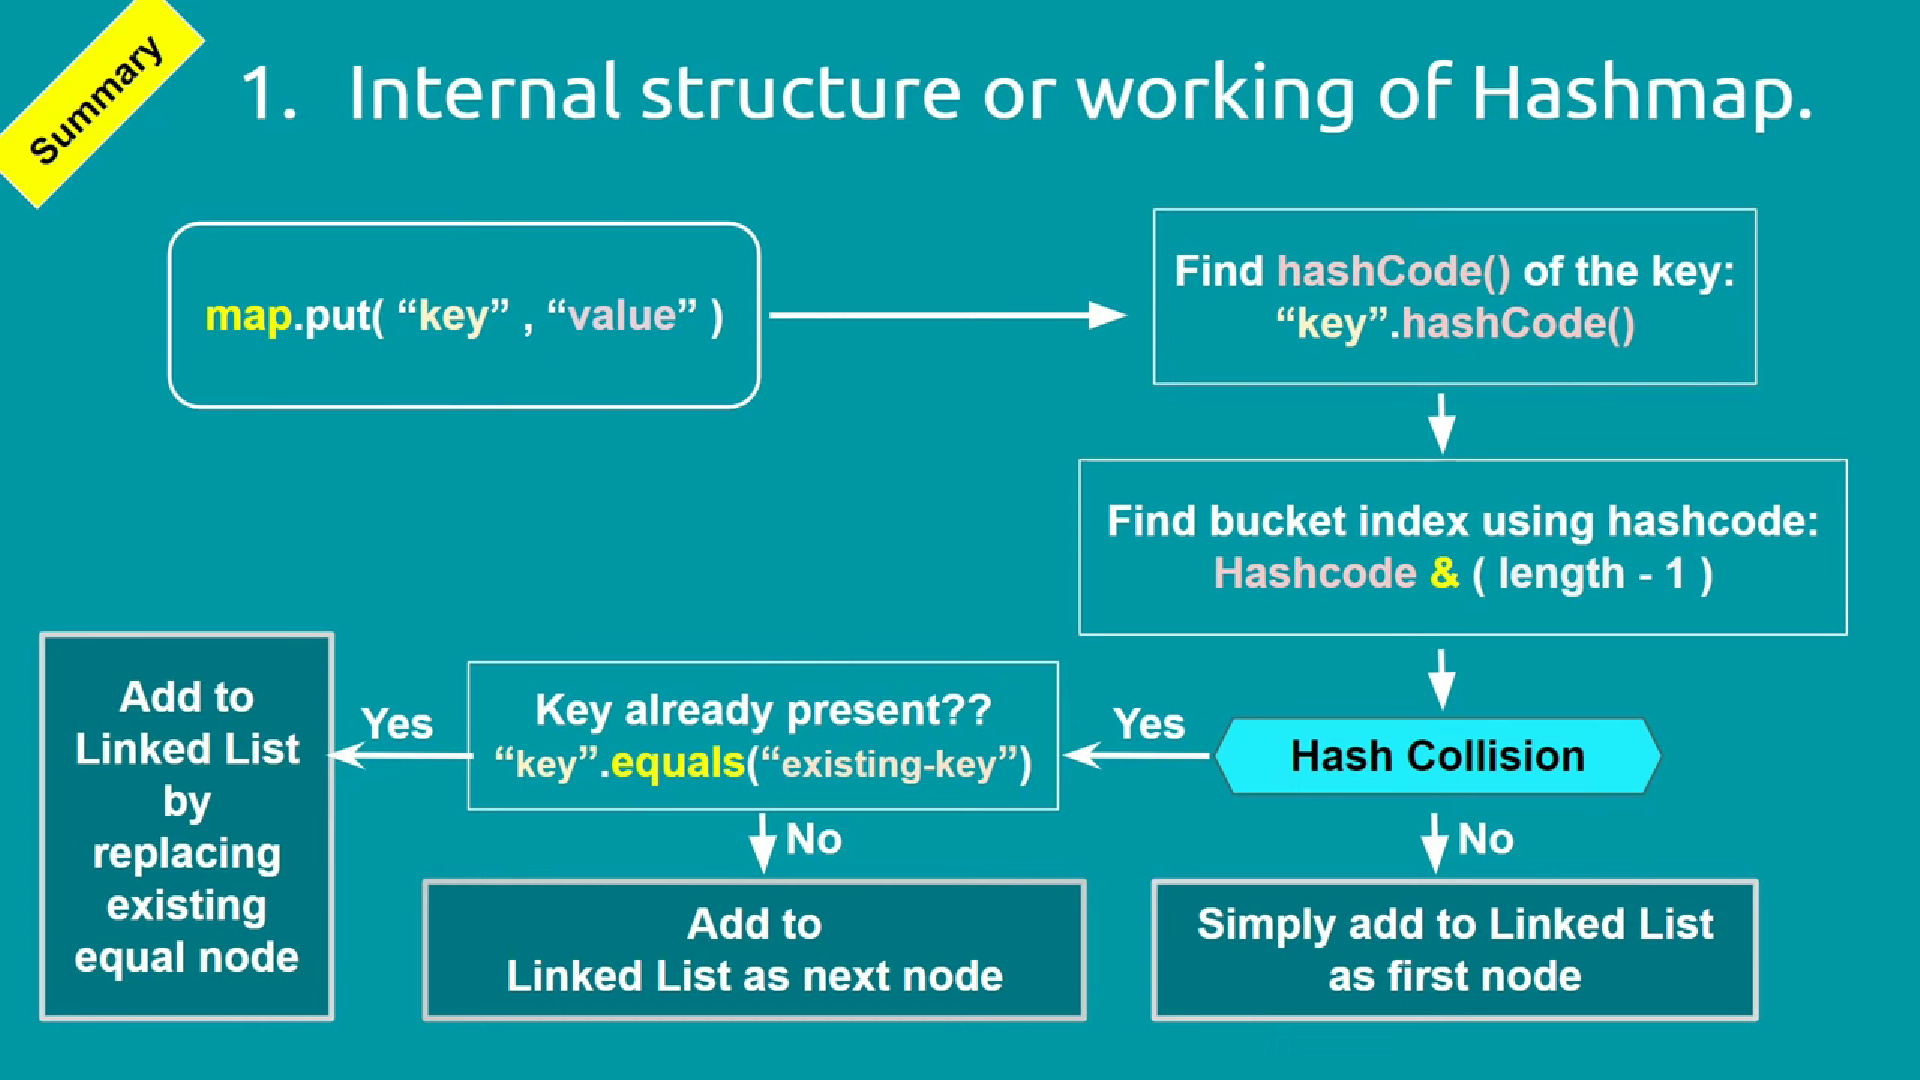 Summary
1. Internal structure or working of Hashmap.
map.put( “key” , “value” )
Find hashCode() of the key:
“key”.hashCode()
Find bucket index using hashcode:
Hashcode & ( length - 1 )
Hash Collision
Yes
No
Key already present??
“key”.equals(“existing-key”)
Yes
No
Add to
Linked List
by
replacing
existing
equal node
Add to
Linked List as next node
Simply add to Linked List
as first node